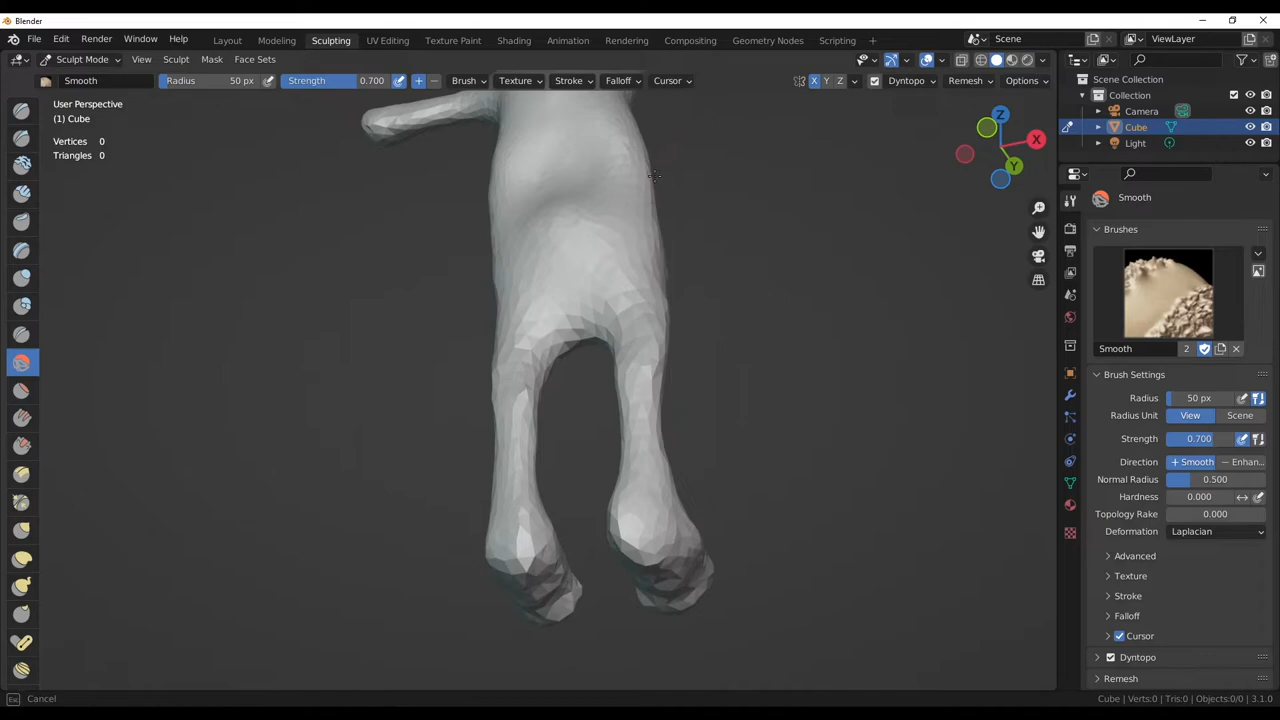 Blender
File Edit Render Window Help Layout Modeling Sculpting UV Editing Texture Paint Shading Animation Rendering Compositing Geometry Nodes Scripting + Scene ViewLayer
Sculpt Mode View Sculpt Mask Face Sets
Smooth Radius 50 px Strength 0.700 Brush Texture Stroke Falloff Cursor X Y Z Dyntopo Remesh Options
User Perspective
(1) Cube
Vertices 0
Triangles 0
Z
X
Y
Scene Collection
Collection
Camera
Cube
Light
Smooth
Brushes
Smooth 2
Brush Settings
Radius 50 px
Radius Unit View Scene
Strength 0.700
Direction + Smooth − Enhan...
Normal Radius 0.500
Hardness 0.000
Topology Rake 0.000
Deformation Laplacian
Advanced
Texture
Stroke
Falloff
Cursor
Dyntopo
Remesh
Esc Cancel
Cube | Verts:0 | Tris:0 | Objects:0/0 | 3.1.0